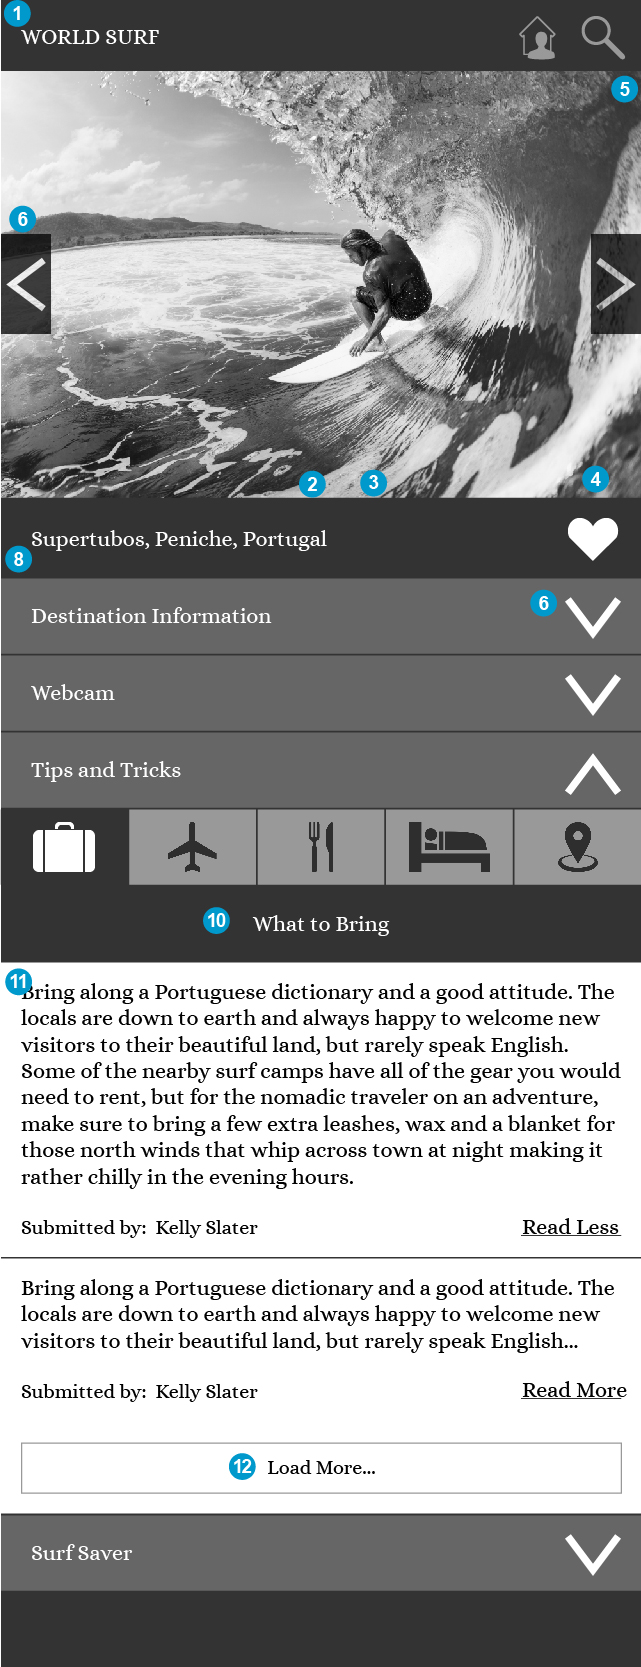 1
WORLD SURF
5
6
2
3
4
Supertubos, Peniche, Portugal
8
Destination Information
6
Webcam
Tips and Tricks
10
What to Bring
11
Bring along a Portuguese dictionary and a good attitude. The
locals are down to earth and always happy to welcome new
visitors to their beautiful land, but rarely speak English.
Some of the nearby surf camps have all of the gear you would
need to rent, but for the nomadic traveler on an adventure,
make sure to bring a few extra leashes, wax and a blanket for
those north winds that whip across town at night making it
rather chilly in the evening hours.
Submitted by: Kelly Slater
Read Less
Bring along a Portuguese dictionary and a good attitude. The
locals are down to earth and always happy to welcome new
visitors to their beautiful land, but rarely speak English...
Submitted by: Kelly Slater
Read More
12
Load More...
Surf Saver